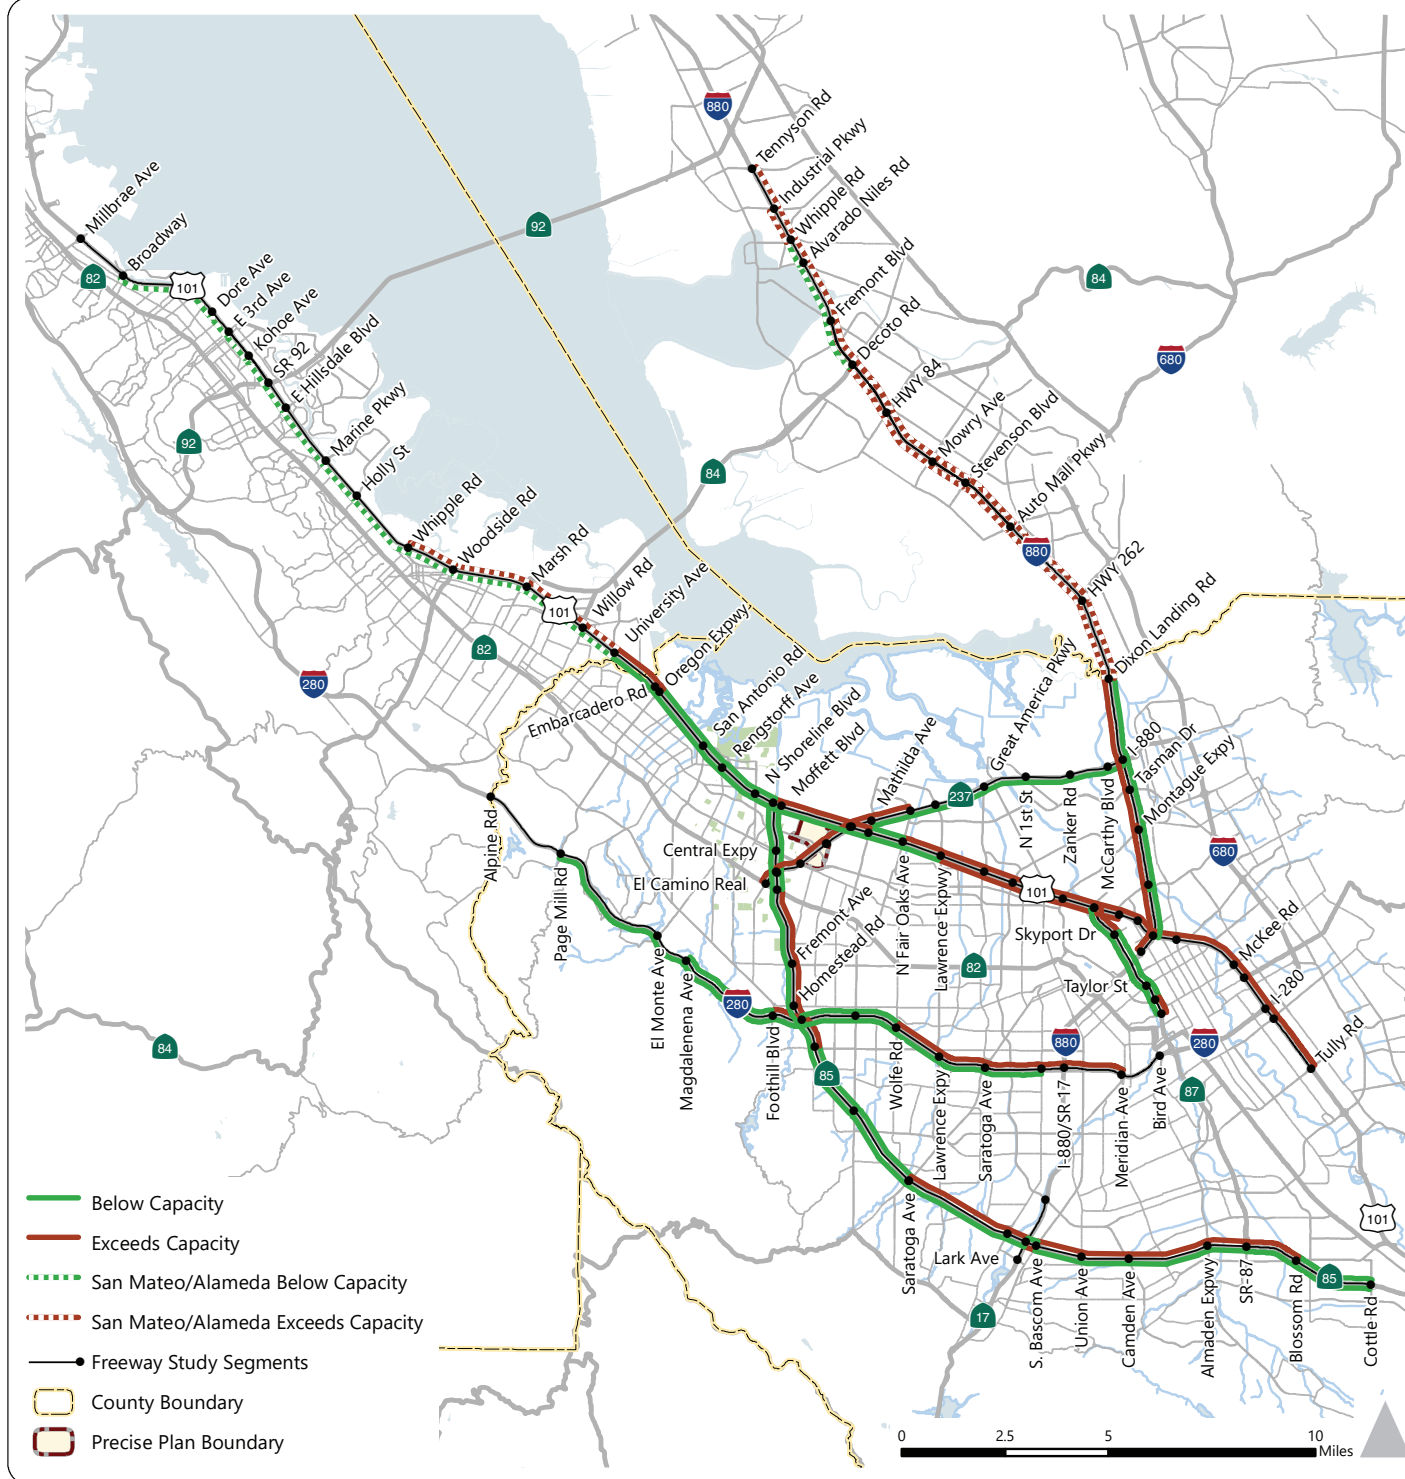 880
Tennyson Rd
Industrial Pkwy
Whipple Rd
Alvarado Niles Rd
Fremont Blvd
Decoto Rd
HWY 84
Mowry Ave
Stevenson Blvd
Auto Mall Pkwy
880
HWY 262
Dixon Landing Rd
84
680
92
84
Millbrae Ave
Broadway
82
101
Dore Ave
E 3rd Ave
Kohoe Ave
SR 92
E Hillsdale Blvd
Marine Pkwy
Holly St
92
Whipple Rd
Woodside Rd
Marsh Rd
101
Willow Rd
University Ave
Oregon Expwy
Embarcadero Rd
San Antonio Rd
Rengstorff Ave
N Shoreline Blvd
Moffett Blvd
Mathilda Ave
Great America Pkwy
82
280
237
N 1st St
Zanker Rd
McCarthy Blvd
I-880
Tasman Dr
Montague Expy
680
Central Expy
El Camino Real
Alpine Rd
Page Mill Rd
El Monte Ave
Magdalenena Ave
280
Foothill Blvd
Fremont Ave
Homestead Rd
N Fair Oaks Ave
Lawrence Expwy
101
82
Skyport Dr
Taylor St
McKee Rd
I-280
Tully Rd
880
280
87
84
85
Wolfe Rd
Lawrence Expy
Saratoga Ave
I-880/SR 17
Meridian Ave
Bird Ave
Saratoga Ave
Lark Ave
17
S. Bascom Ave
Union Ave
Camden Ave
Almaden Expwy
SR-87
Blossom Rd
85
Cottle Rd
101
Below Capacity
Exceeds Capacity
San Mateo/Alameda Below Capacity
San Mateo/Alameda Exceeds Capacity
Freeway Study Segments
County Boundary
Precise Plan Boundary
0 2.5 5 10
Miles